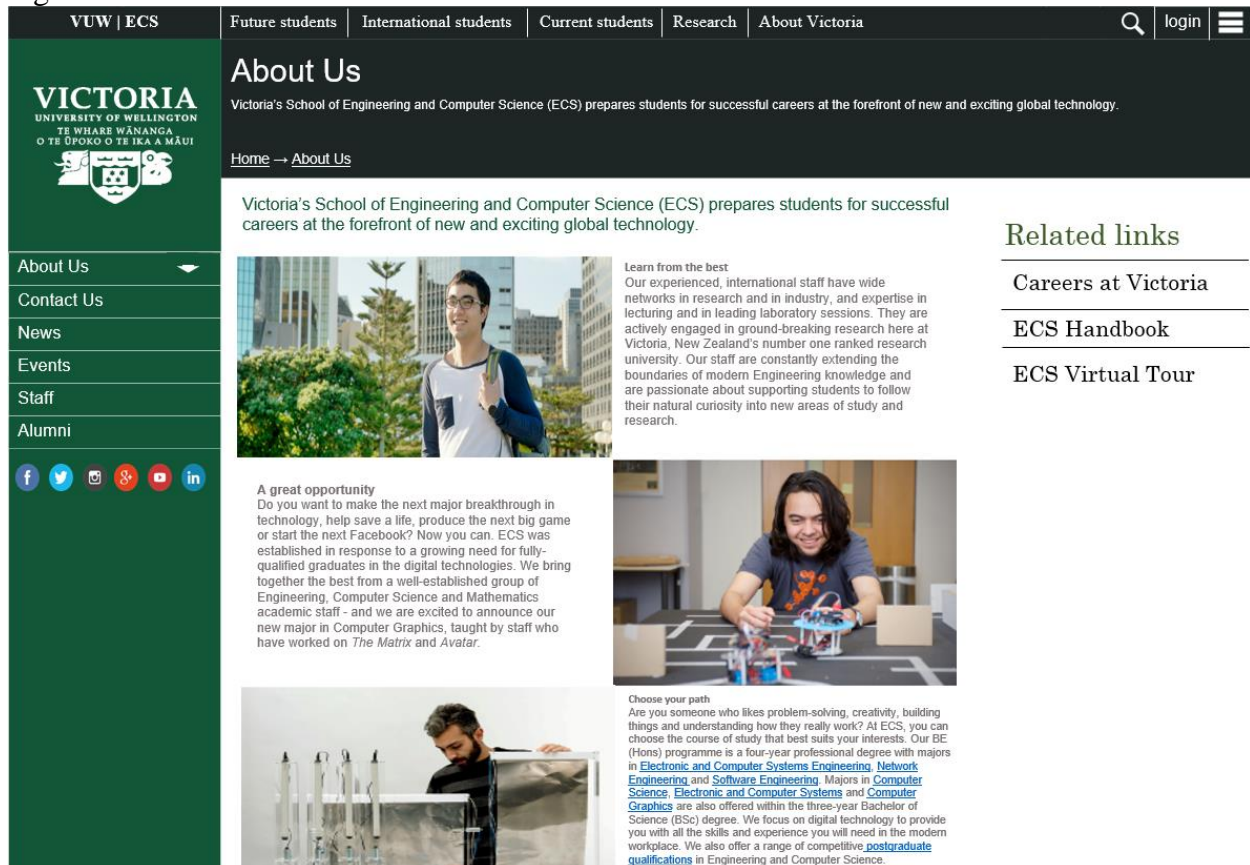 VUW | ECS
Future students
International students
Current students
Research
About Victoria
login
VICTORIA
UNIVERSITY OF WELLINGTON
TE WHARE WĀNANGA
O TE ŪPOKO O TE IKA A MĀUI
About Us
Victoria's School of Engineering and Computer Science (ECS) prepares students for successful careers at the forefront of new and exciting global technology.
Home → About Us
About Us
Contact Us
News
Events
Staff
Alumni
Victoria's School of Engineering and Computer Science (ECS) prepares students for successful
careers at the forefront of new and exciting global technology.
Learn from the best
Our experienced, international staff have wide
networks in research and in industry, and expertise in
lecturing and in leading laboratory sessions. They are
actively engaged in ground-breaking research here at
Victoria, New Zealand's number one ranked research
university. Our staff are constantly extending the
boundaries of modern Engineering knowledge and
are passionate about supporting students to follow
their natural curiosity into new areas of study and
research.
A great opportunity
Do you want to make the next major breakthrough in
technology, help save a life, produce the next big game
or start the next Facebook? Now you can. ECS was
established in response to a growing need for fully-
qualified graduates in the digital technologies. We bring
together the best from a well-established group of
Engineering, Computer Science and Mathematics
academic staff - and we are excited to announce our
new major in Computer Graphics, taught by staff who
have worked on The Matrix and Avatar.
Choose your path
Are you someone who likes problem-solving, creativity, building
things and understanding how they really work? At ECS, you can
choose the course of study that best suits your interests. Our BE
(Hons) programme is a four-year professional degree with majors
in Electronic and Computer Systems Engineering, Network
Engineering and Software Engineering. Majors in Computer
Science, Electronic and Computer Systems and Computer
Graphics are also offered within the three-year Bachelor of
Science (BSc) degree. We focus on digital technology to provide
you with all the skills and experience you will need in the modern
workplace. We also offer a range of competitive postgraduate
qualifications in Engineering and Computer Science.
Related links
Careers at Victoria
ECS Handbook
ECS Virtual Tour